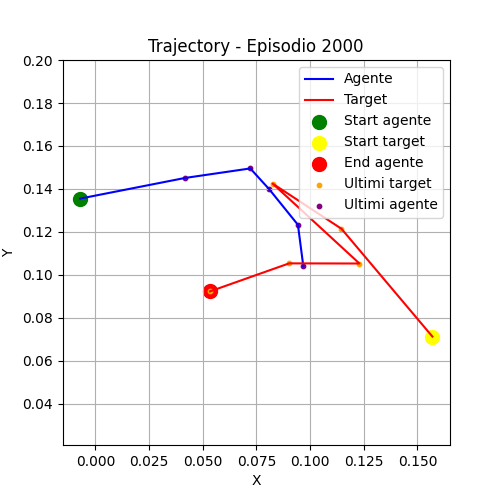 Trajectory - Episodio 2000
Agente
Target
Start agente
Start target
End agente
Ultimi target
Ultimi agente
Y
0.20
0.18
0.16
0.14
0.12
0.10
0.08
0.06
0.04
0.000 0.025 0.050 0.075 0.100 0.125 0.150
X